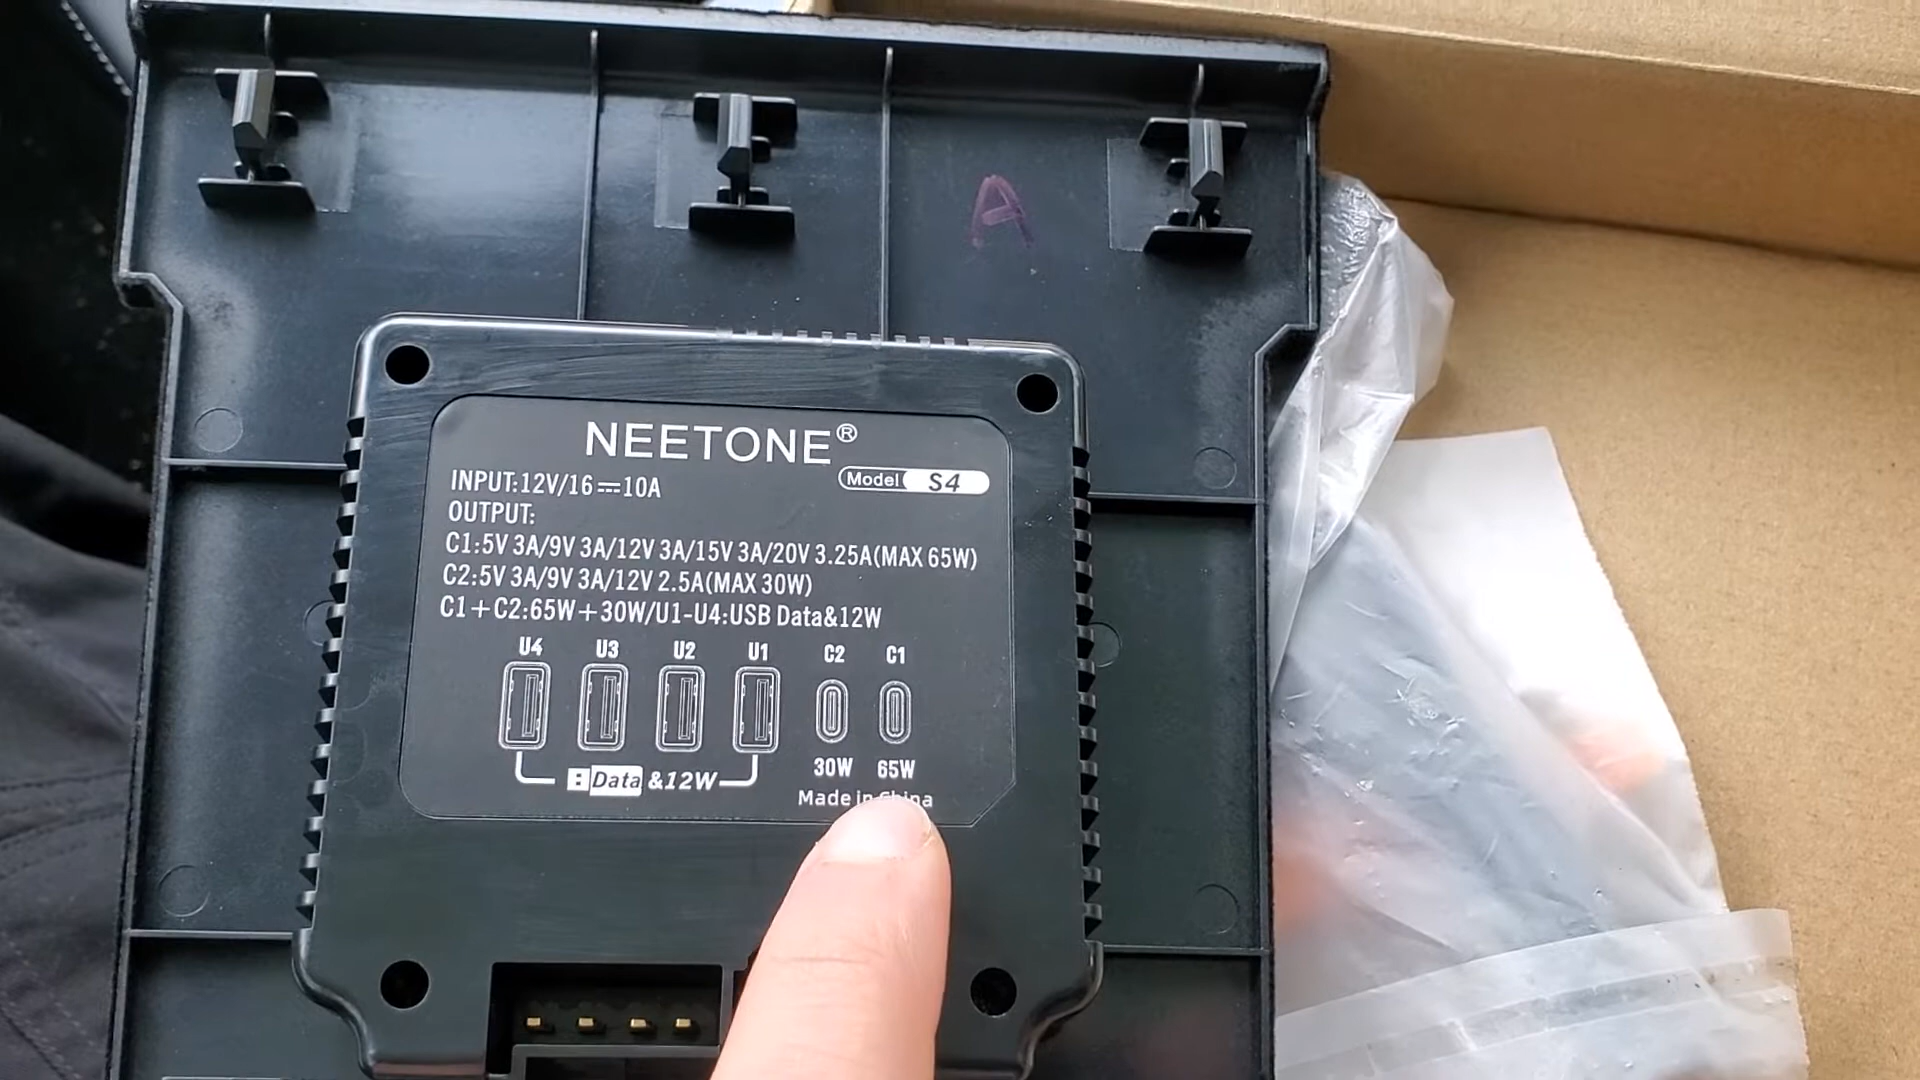 A
NEETONE®
Model S4
INPUT:12V/16⎓10A
OUTPUT:
C1:5V 3A/9V 3A/12V 3A/15V 3A/20V 3.25A(MAX 65W)
C2:5V 3A/9V 3A/12V 2.5A(MAX 30W)
C1+C2:65W+30W/U1-U4:USB Data&12W
U4 U3 U2 U1 C2 C1
Data &12W 30W 65W
Made in China